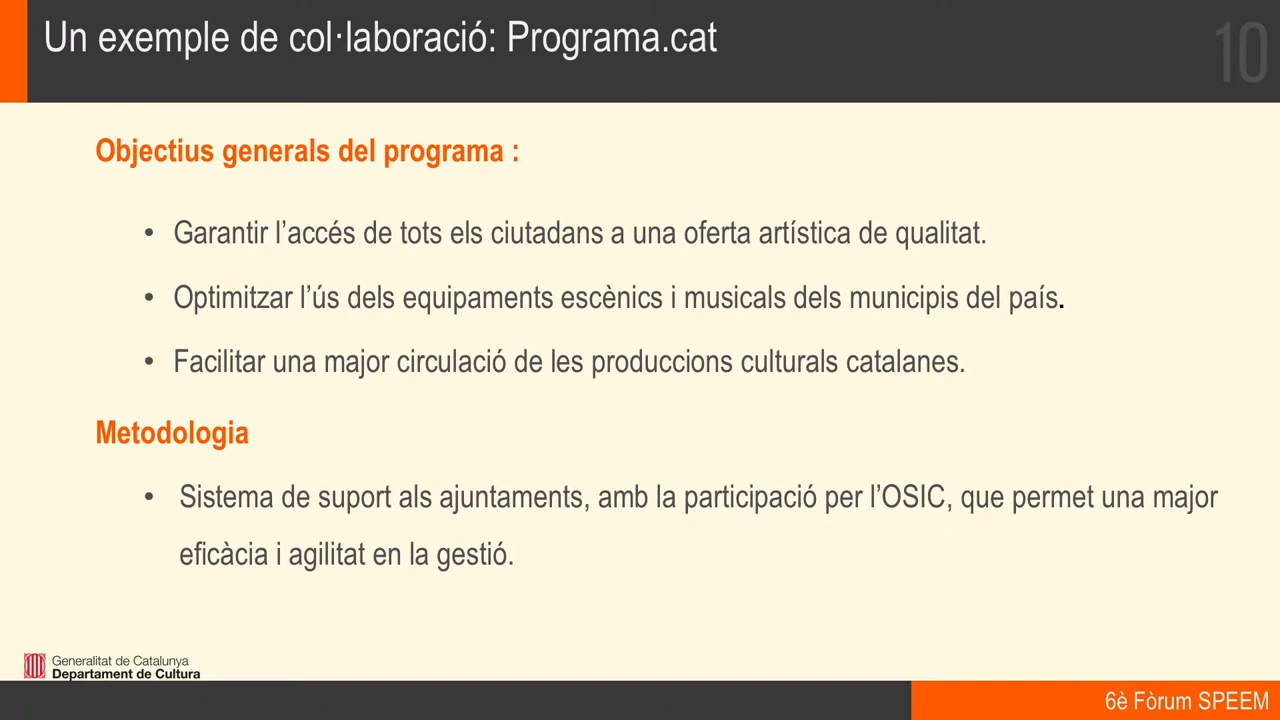 Un exemple de col·laboració: Programa.cat
10
Objectius generals del programa :
• Garantir l’accés de tots els ciutadans a una oferta artística de qualitat.
• Optimitzar l’ús dels equipaments escènics i musicals dels municipis del país.
• Facilitar una major circulació de les produccions culturals catalanes.
Metodologia
• Sistema de suport als ajuntaments, amb la participació per l’OSIC, que permet una major
eficàcia i agilitat en la gestió.
Generalitat de Catalunya
Departament de Cultura
6è Fòrum SPEEM